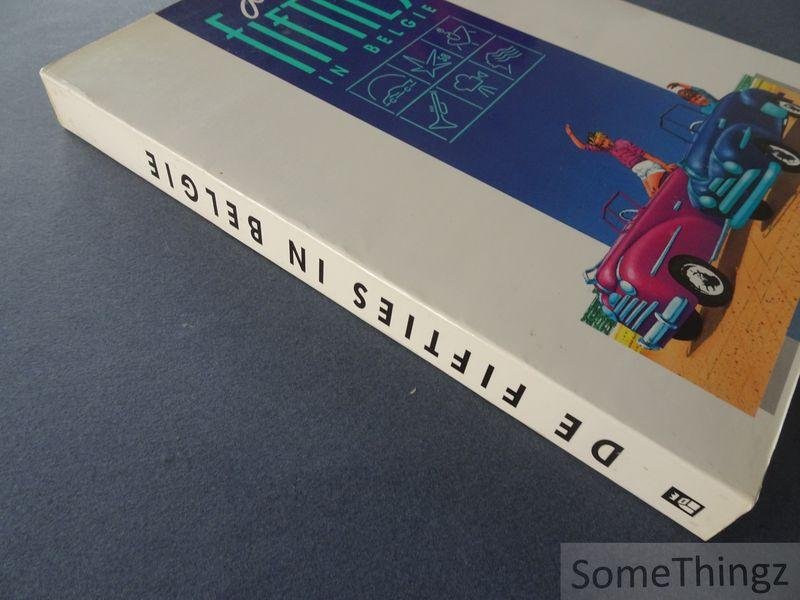 FIFTIES
IN BELGIE
DE FIFTIES IN BELGIE
SomeThingz